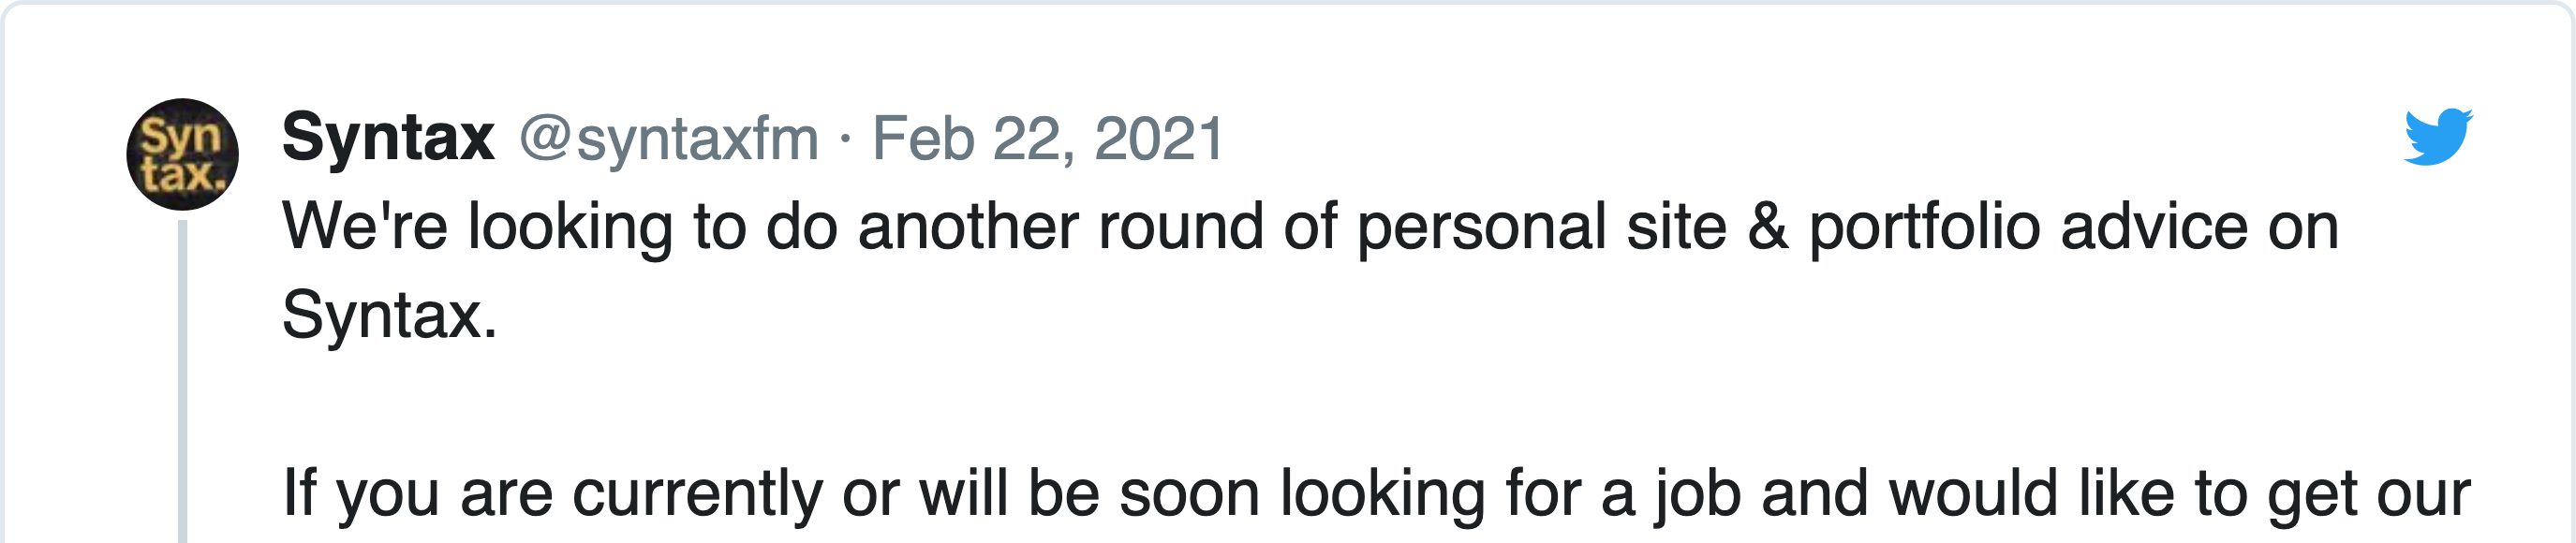 Syn
tax.
Syntax @syntaxfm · Feb 22, 2021
We're looking to do another round of personal site & portfolio advice on
Syntax.
If you are currently or will be soon looking for a job and would like to get our